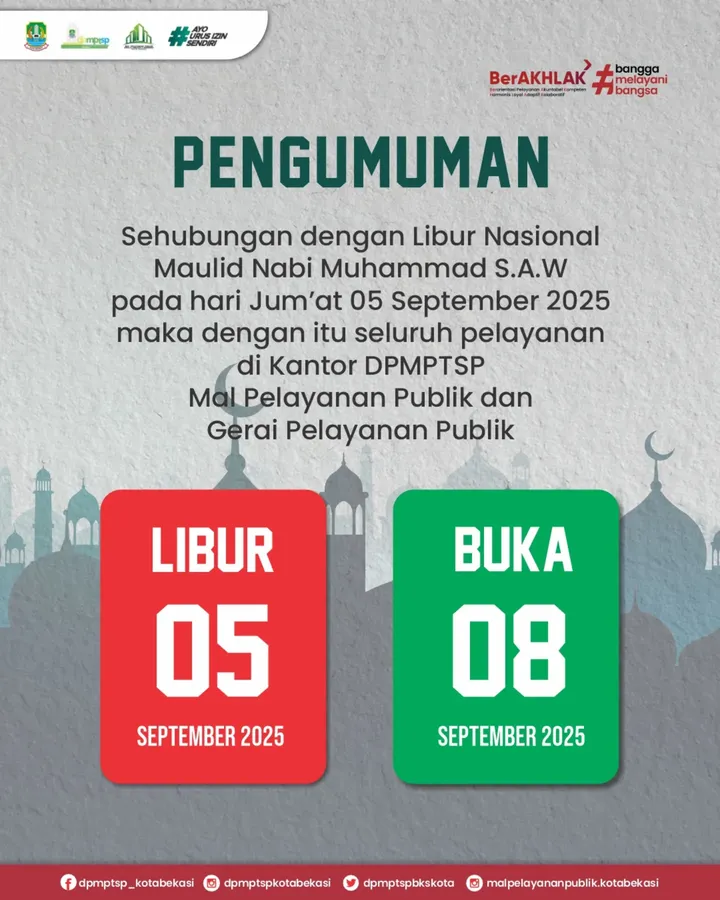 dpmptsp
#AYO URUS IZIN SENDIRI
BerAKHLAK
#bangga melayani bangsa
PENGUMUMAN
Sehubungan dengan Libur Nasional
Maulid Nabi Muhammad S.A.W
pada hari Jum'at 05 September 2025
maka dengan itu seluruh pelayanan
di Kantor DPMPTSP
Mal Pelayanan Publik dan
Gerai Pelayanan Publik
LIBUR
05
SEPTEMBER 2025
BUKA
08
SEPTEMBER 2025
dpmptsp_kotabekasi
dpmptspkotabekasi
dpmptspbkskota
malpelayananpublik.kotabekasi